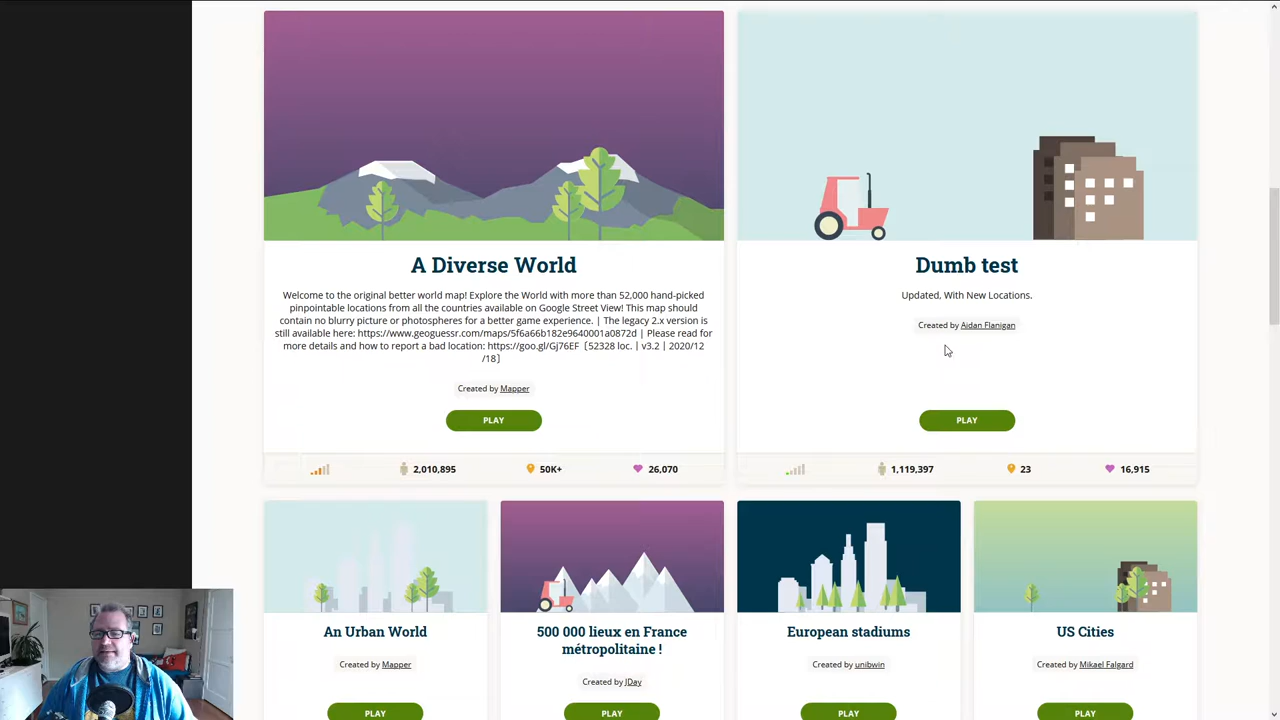 A Diverse World
Welcome to the original better world map! Explore the World with more than 52,000 hand-picked
pinpointable locations from all the countries available on Google Street View! This map should
contain no blurry picture or photospheres for a better game experience. | The legacy 2.x version is
still available here: https://www.geoguessr.com/maps/5f6a66b182e9640001a0872d | Please read for
more details and how to report a bad location: https://goo.gl/Gj76EF〔52328 loc. | v3.2 | 2020/12
/18〕
Created by Mapper
PLAY
2,010,895
50K+
26,070
Dumb test
Updated, With New Locations.
Created by Aidan Flanigan
PLAY
1,119,397
23
16,915
An Urban World
Created by Mapper
PLAY
500 000 lieux en France
métropolitaine !
Created by JDay
PLAY
European stadiums
Created by unibwin
PLAY
US Cities
Created by Mikael Falgard
PLAY